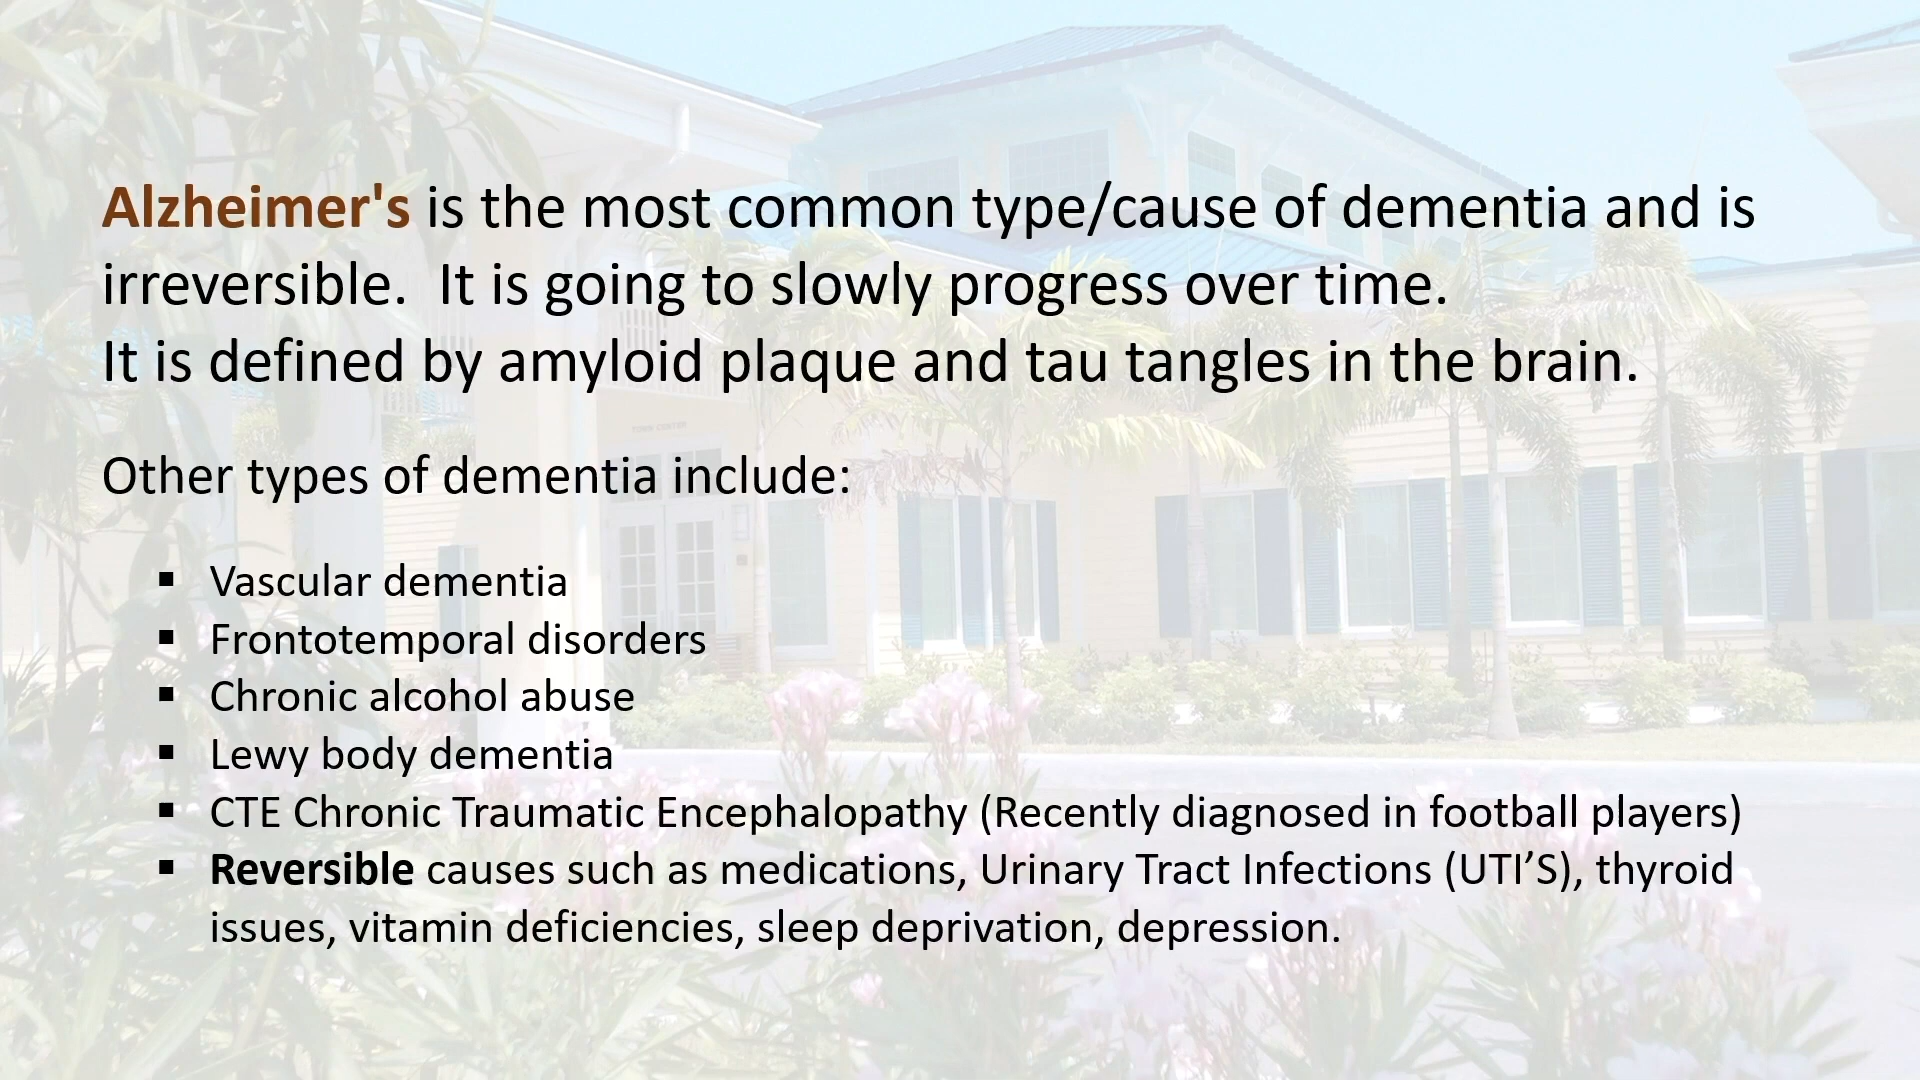 Alzheimer's is the most common type/cause of dementia and is
irreversible.  It is going to slowly progress over time.
It is defined by amyloid plaque and tau tangles in the brain.
TOWN CENTER
Other types of dementia include:
▪ Vascular dementia
▪ Frontotemporal disorders
▪ Chronic alcohol abuse
▪ Lewy body dementia
▪ CTE Chronic Traumatic Encephalopathy (Recently diagnosed in football players)
▪ Reversible causes such as medications, Urinary Tract Infections (UTI’S), thyroid
issues, vitamin deficiencies, sleep deprivation, depression.